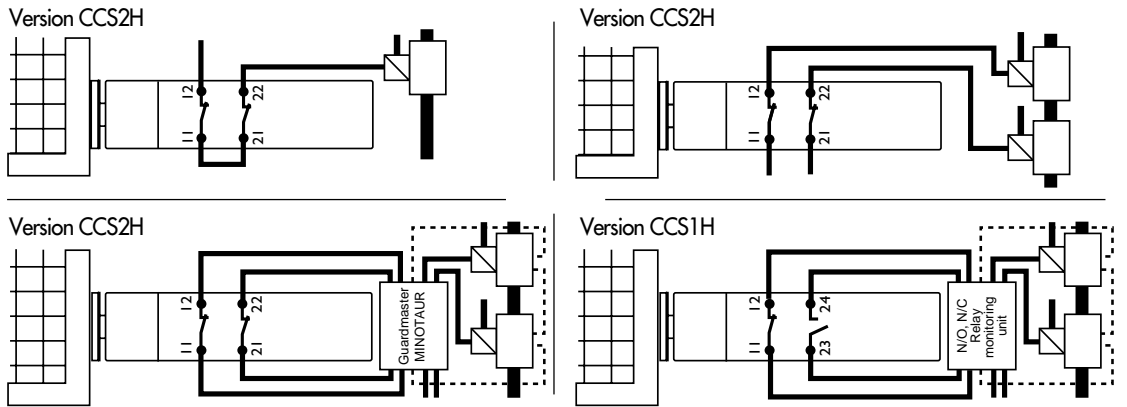 Version CCS2H
12
22
11
21
Version CCS2H
12
22
11
21
Version CCS2H
12
22
11
21
Guardmaster
MINOTAUR
Version CCS1H
12
24
11
23
N/O, N/C
Relay
monitoring
unit